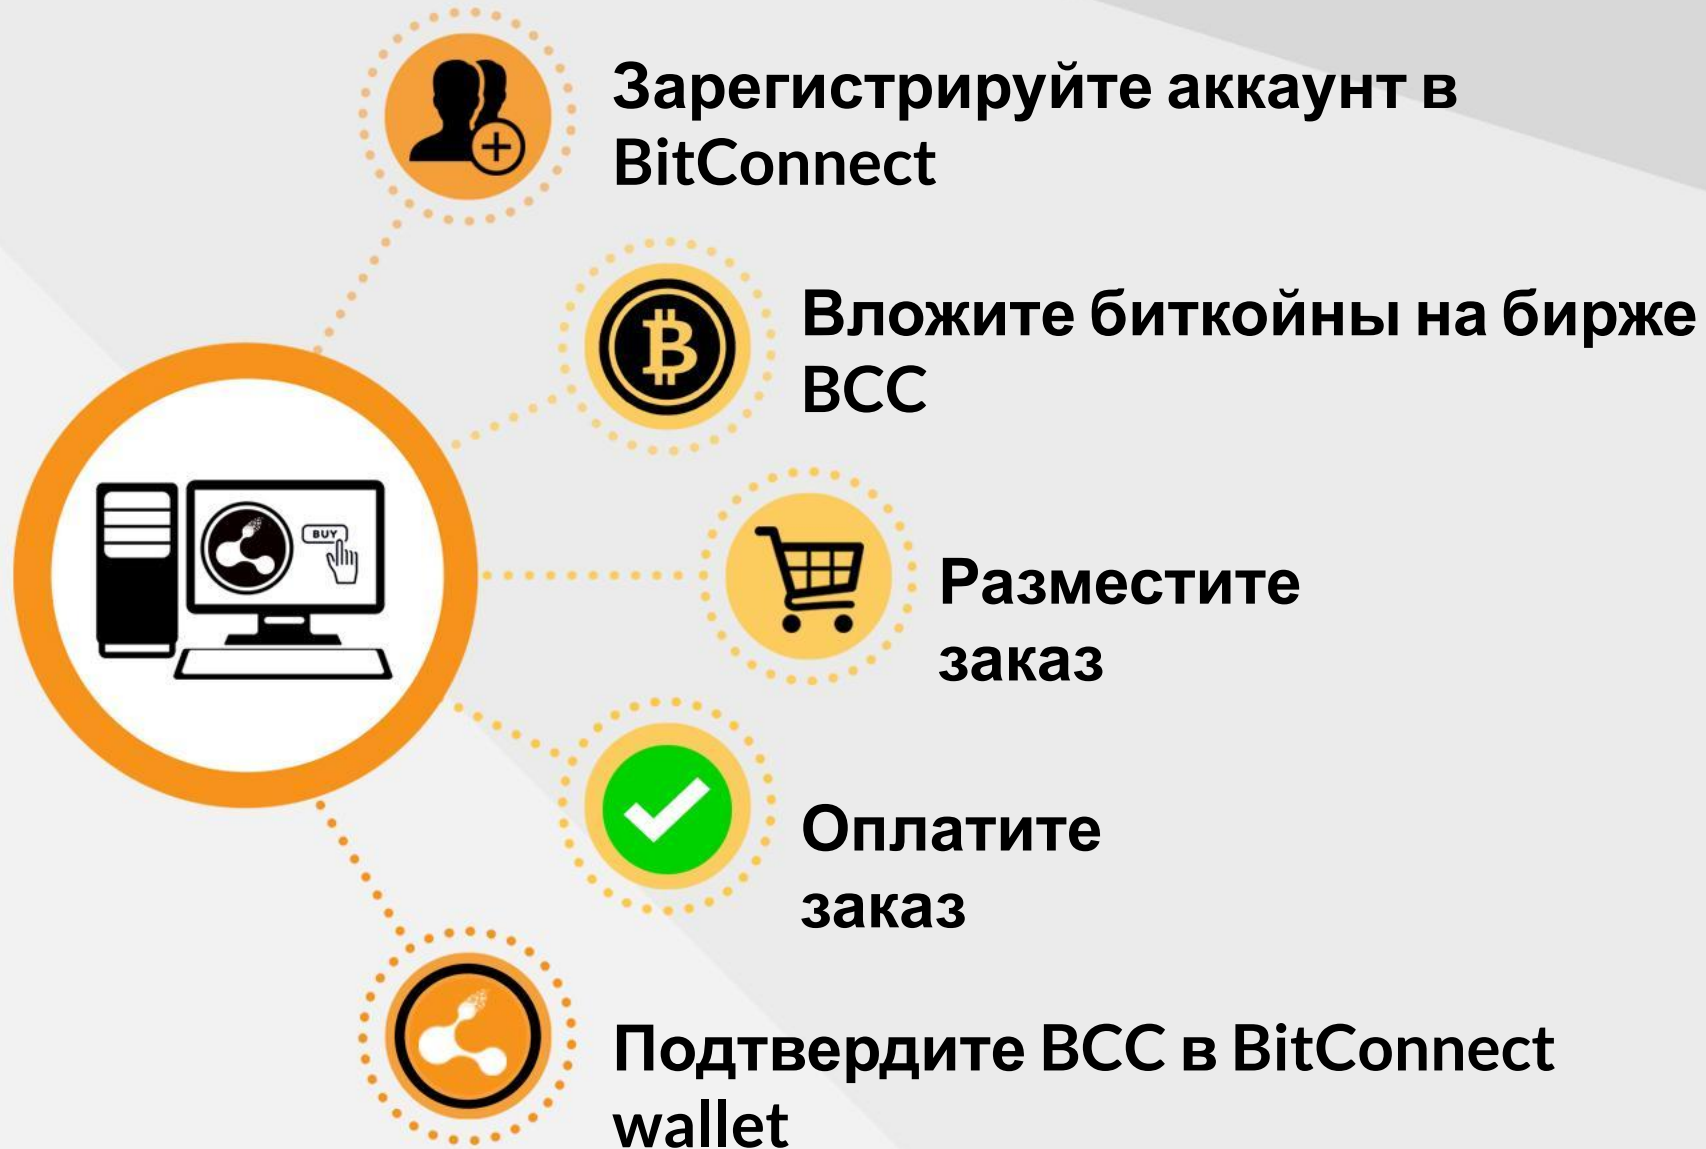 Зарегистрируйте аккаунт в
BitConnect
Вложите биткойны на бирже
BCC
BUY
Разместите
заказ
Оплатите
заказ
Подтвердите BCC в BitConnect
wallet